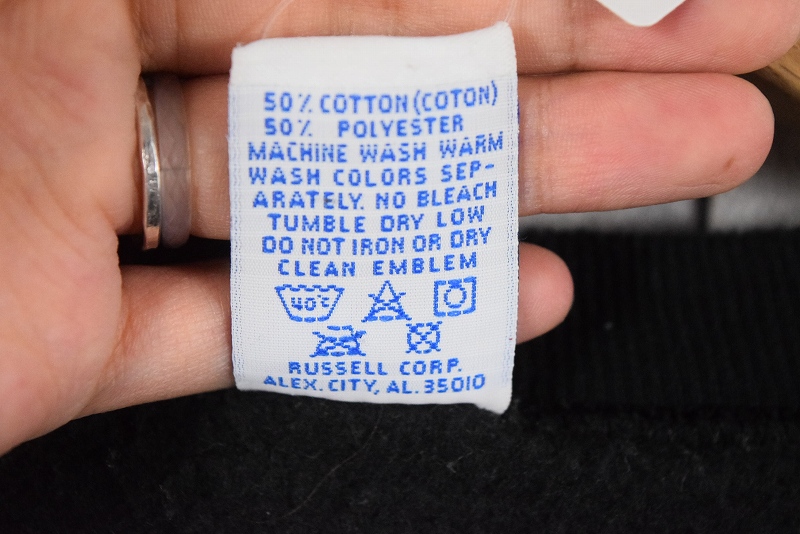 50% COTTON (COTON)
50% POLYESTER
MACHINE WASH WARM
WASH COLORS SEP-
ARATELY. NO BLEACH
TUMBLE DRY LOW
DO NOT IRON OR DRY
CLEAN EMBLEM
40°C
RUSSELL CORP.
ALEX. CITY, AL. 35010